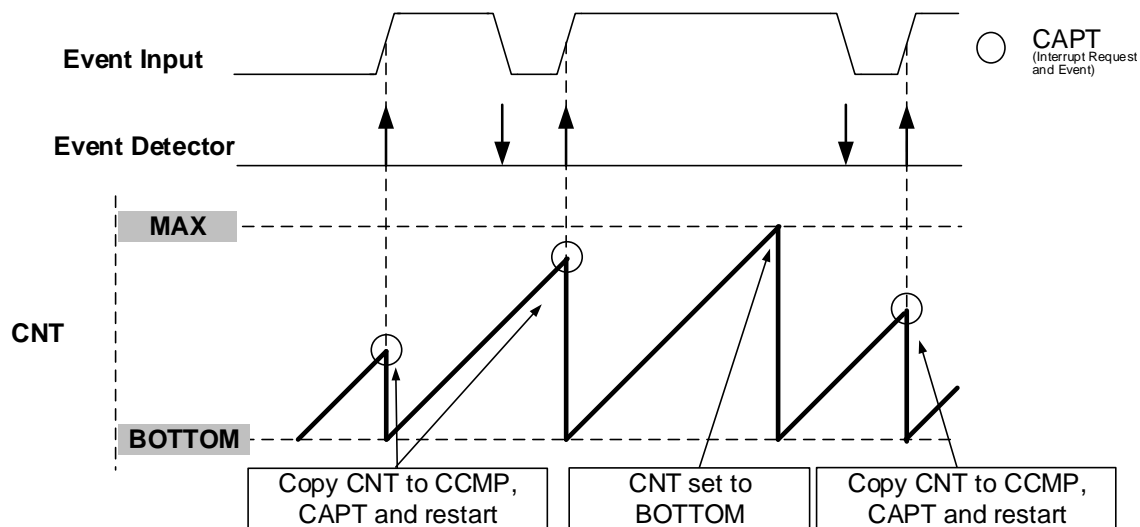 Event Input
CAPT
(Interrupt Request
and Event)
Event Detector
MAX
CNT
BOTTOM
Copy CNT to CCMP,
CAPT and restart
CNT set to
BOTTOM
Copy CNT to CCMP,
CAPT and restart